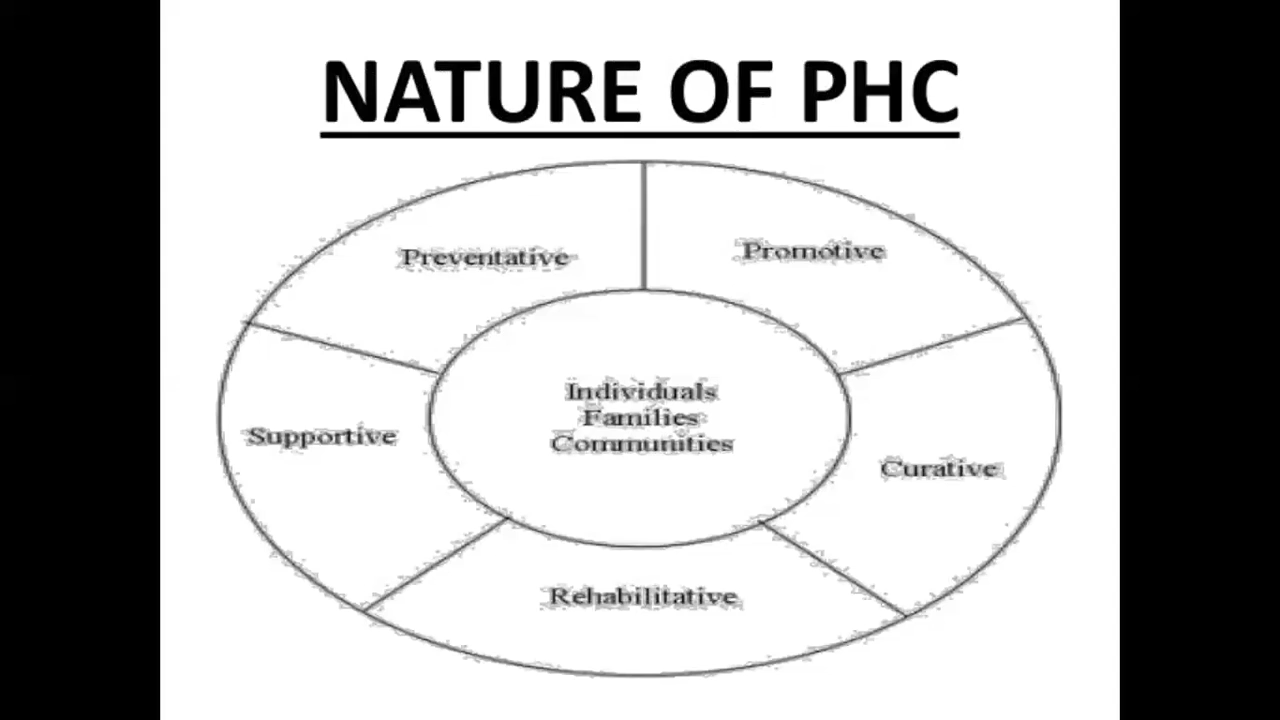 NATURE OF PHC
Preventative
Promotive
Individuals
Families
Communities
Supportive
Curative
Rehabilitative